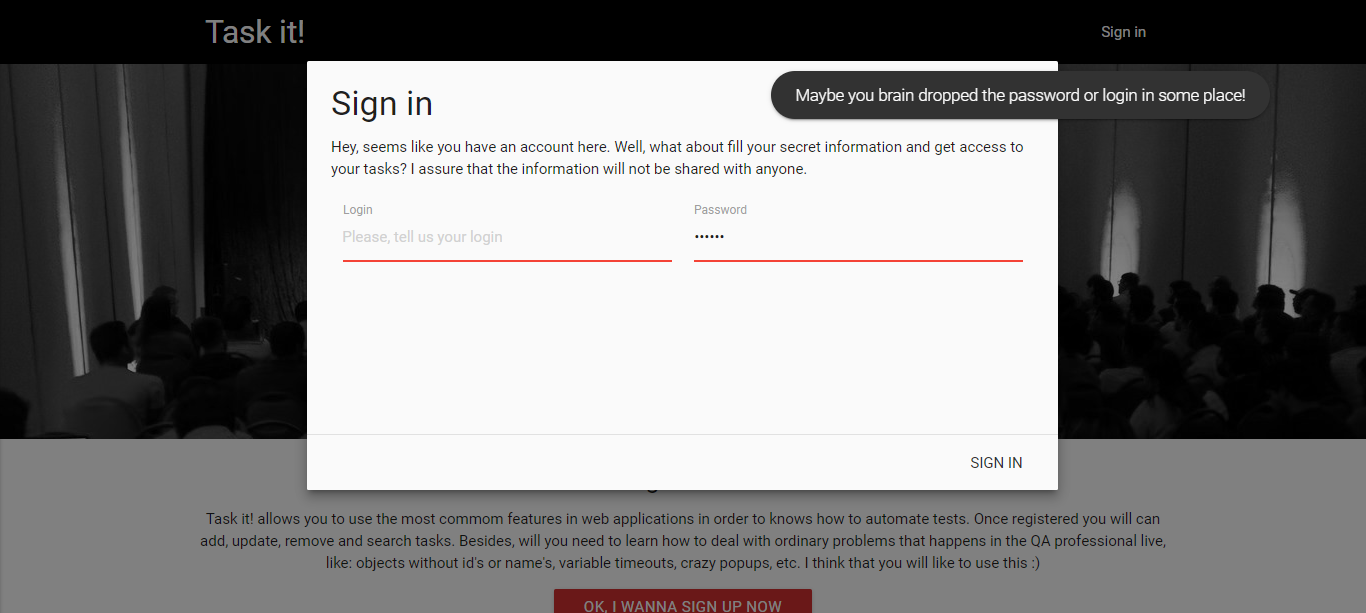 Task it!
Sign in
Maybe you brain dropped the password or login in some place!
Sign in
Hey, seems like you have an account here. Well, what about fill your secret information and get access to
your tasks? I assure that the information will not be shared with anyone.
Login
Password
Please, tell us your login
••••••
SIGN IN
Task it! allows you to use the most commom features in web applications in order to knows how to automate tests. Once registered you will can
add, update, remove and search tasks. Besides, will you need to learn how to deal with ordinary problems that happens in the QA professional live,
like: objects without id's or name's, variable timeouts, crazy popups, etc. I think that you will like to use this :)
OK, I WANNA SIGN UP NOW